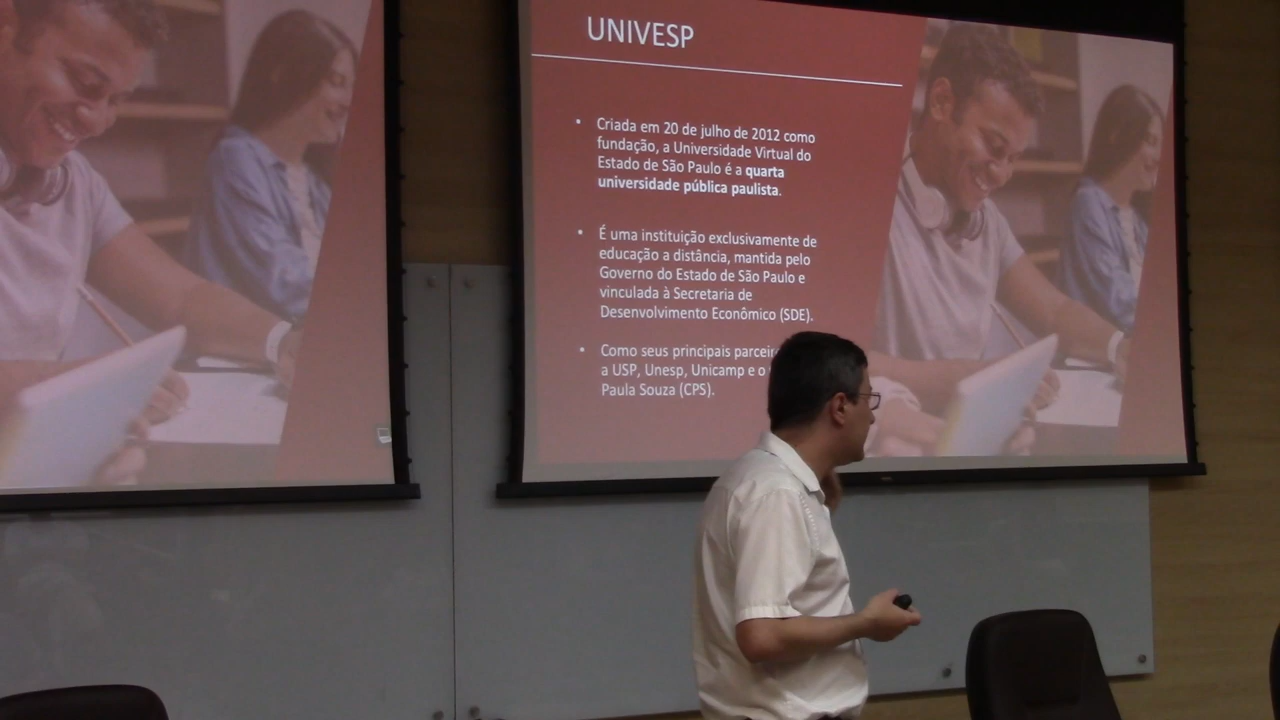 UNIVESP
• Criada em 20 de julho de 2012 como
fundação, a Universidade Virtual do
Estado de São Paulo é a quarta
universidade pública paulista.
• É uma instituição exclusivamente de
educação a distância, mantida pelo
Governo do Estado de São Paulo e
vinculada à Secretaria de
Desenvolvimento Econômico (SDE).
• Como seus principais
a USP, Unesp, Unicamp e o
Paula Souza (CPS).